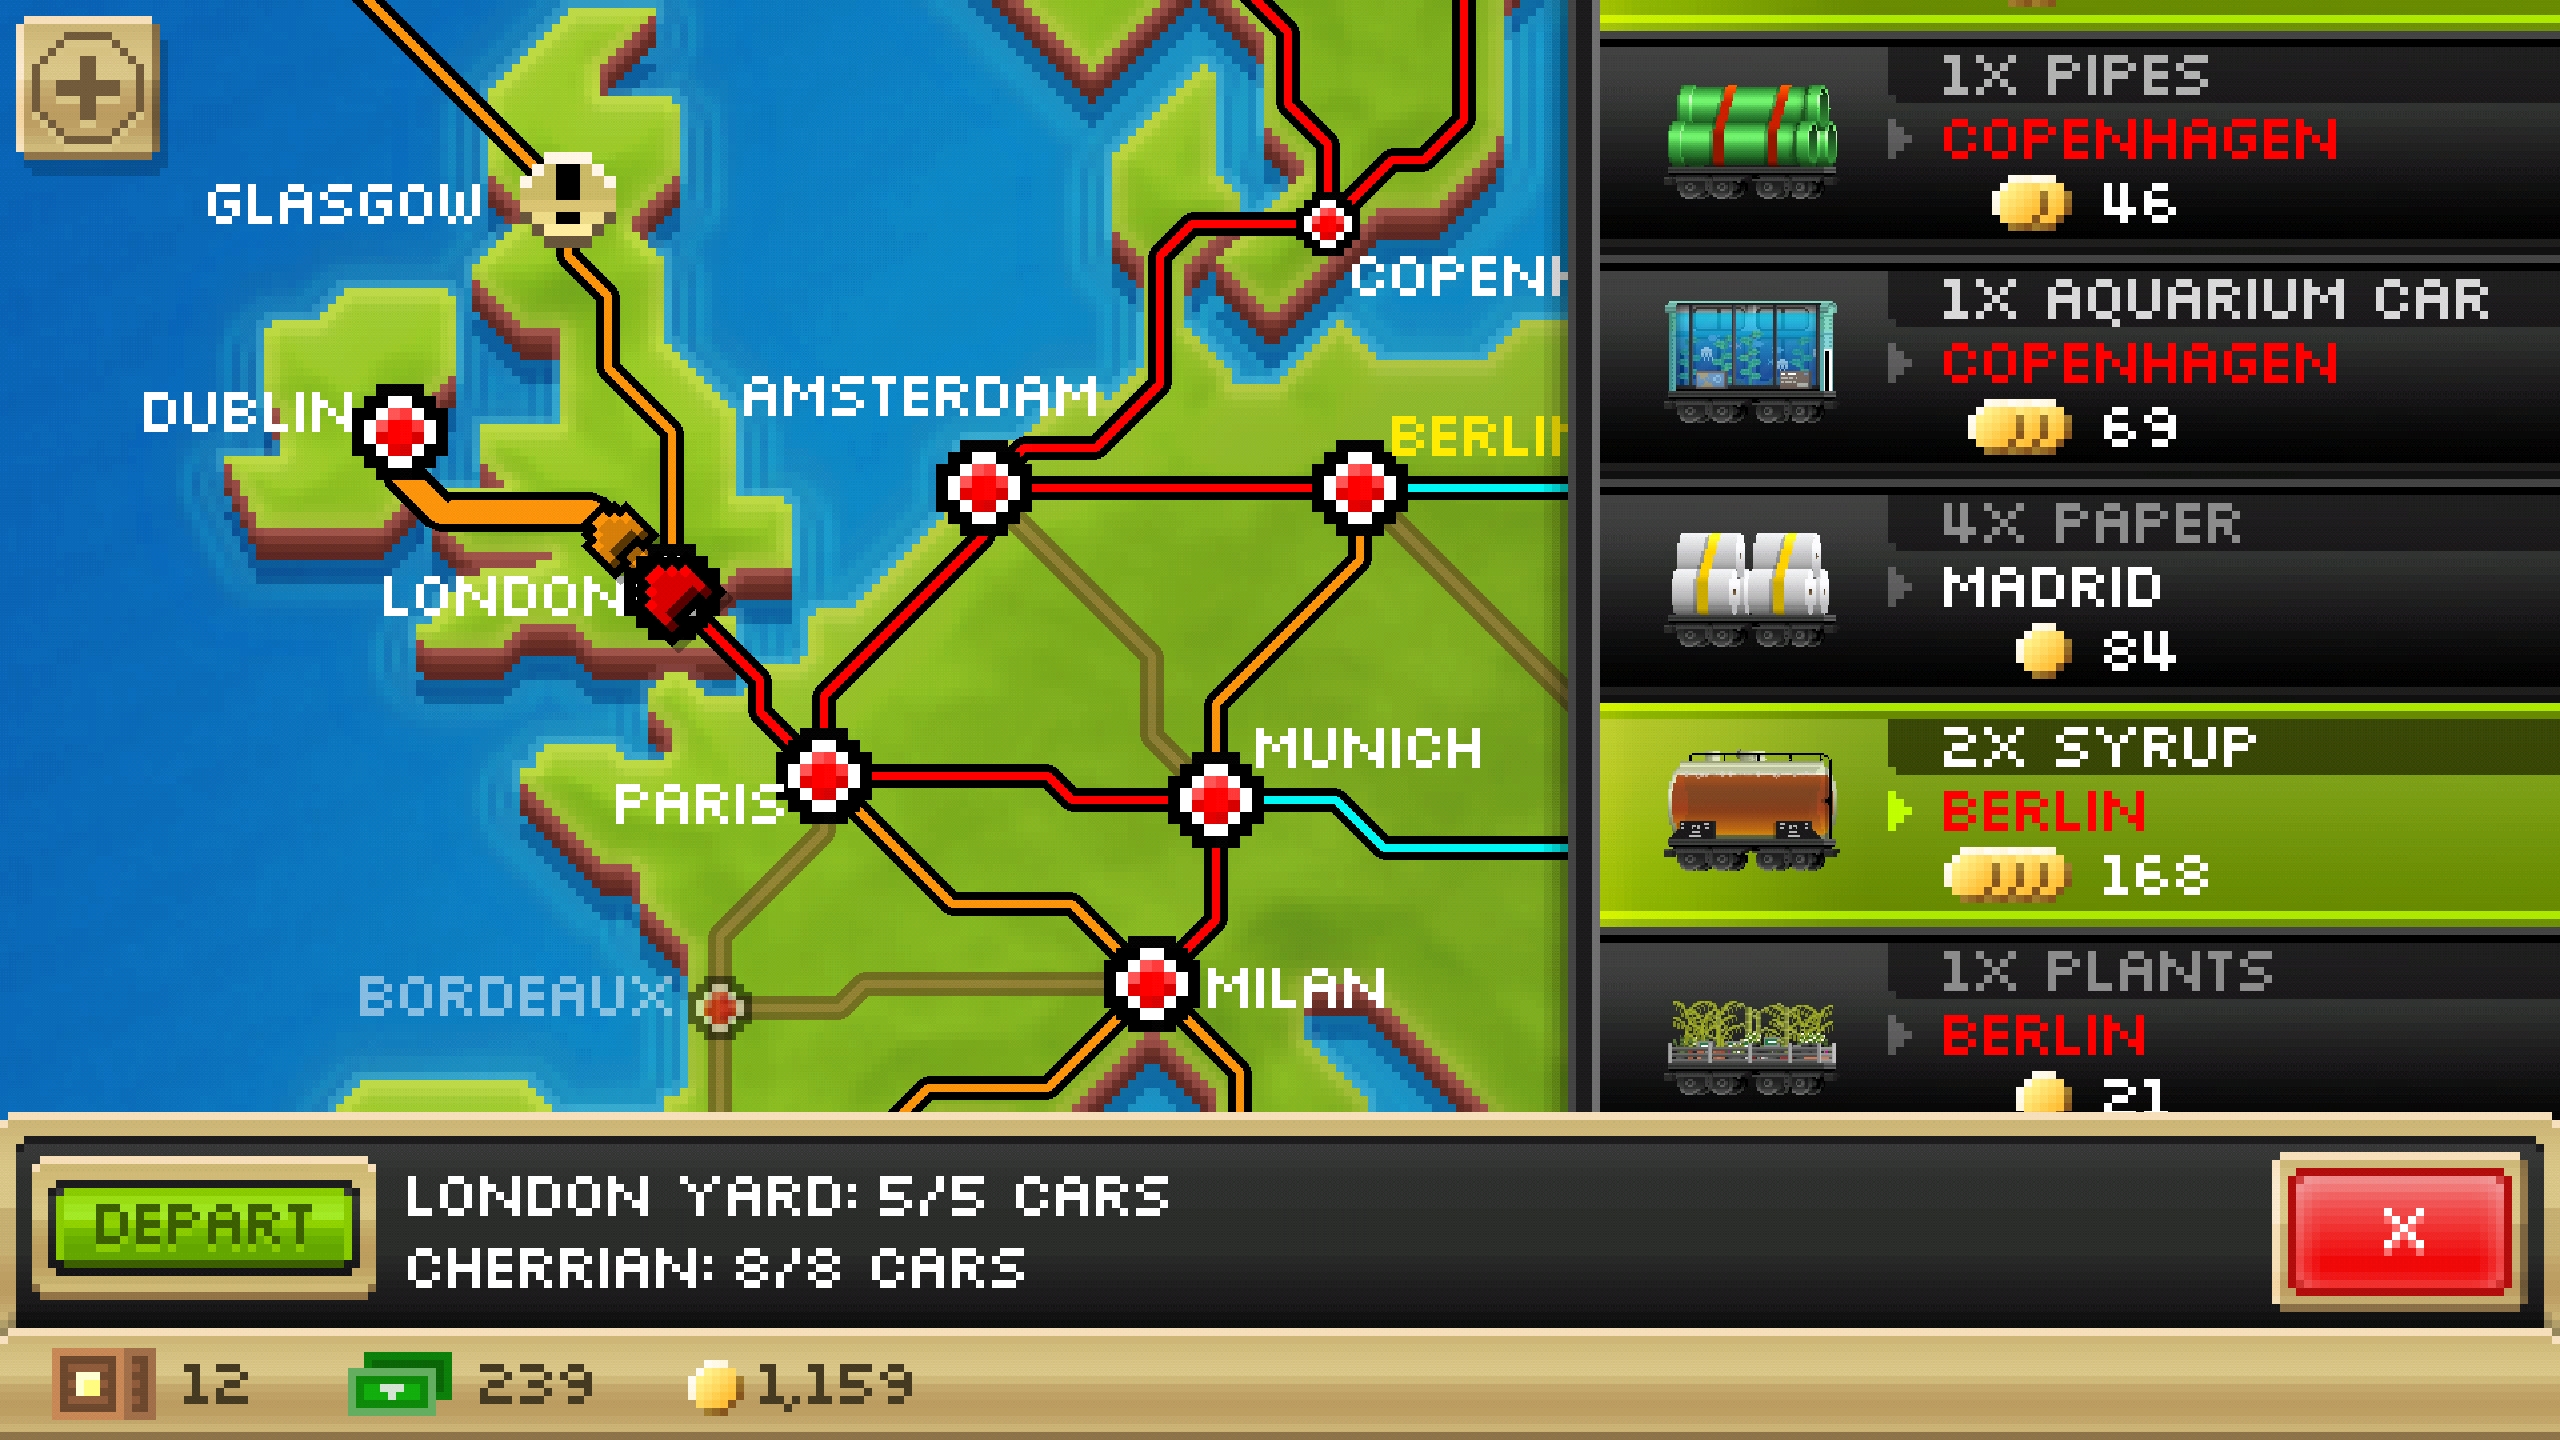 GLASGOW
DUBLIN
LONDON
AMSTERDAM
COPENH
BERLIN
PARIS
MUNICH
BORDEAUX
MILAN
1X PIPES
COPENHAGEN
46
1X AQUARIUM CAR
COPENHAGEN
69
4X PAPER
MADRID
84
2X SYRUP
BERLIN
168
1X PLANTS
BERLIN
21
DEPART
LONDON YARD: 5/5 CARS
CHERRIAN: 8/8 CARS
X
12
239
1,159